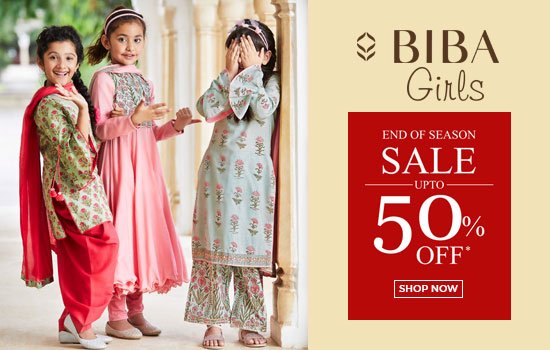 BIBA
Girls
END OF SEASON
SALE
UPTO
50%
OFF*
SHOP NOW